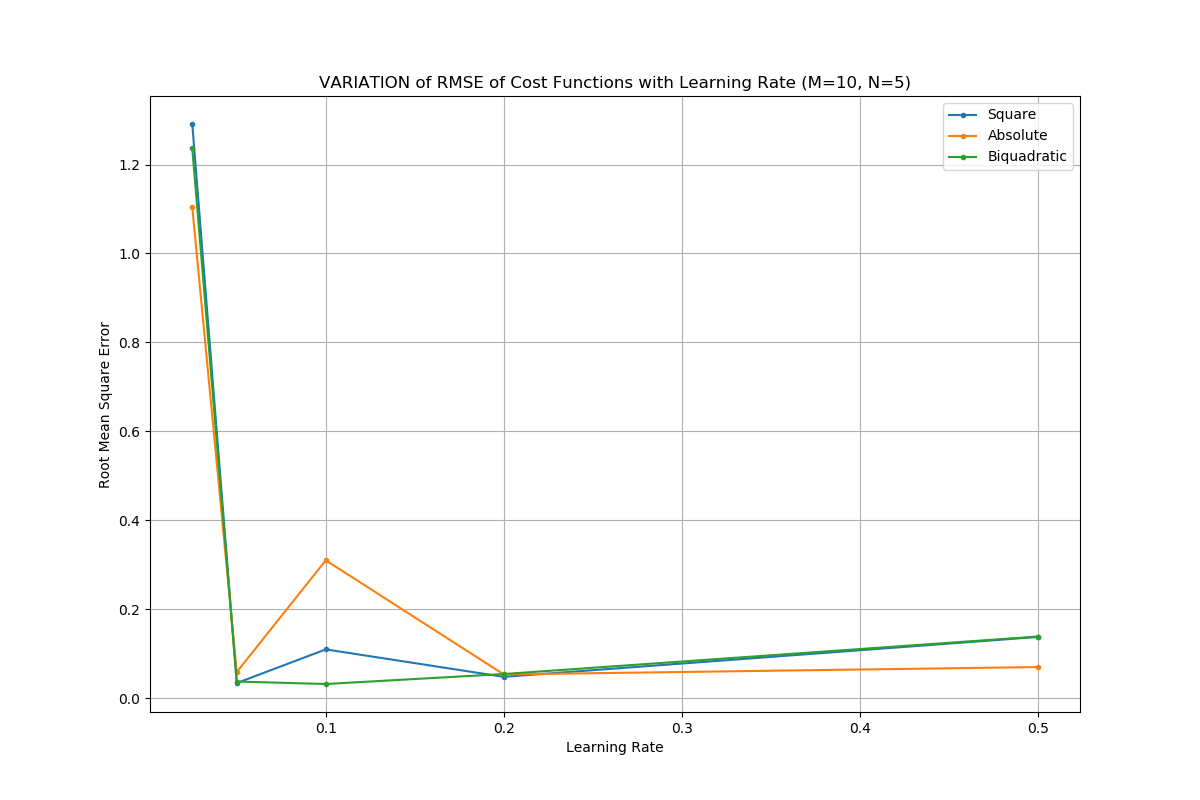 VARIATION of RMSE of Cost Functions with Learning Rate (M=10, N=5)
Square
Absolute
Biquadratic
1.2
1.0
0.8
0.6
0.4
0.2
0.0
Root Mean Square Error
0.1 0.2 0.3 0.4 0.5
Learning Rate